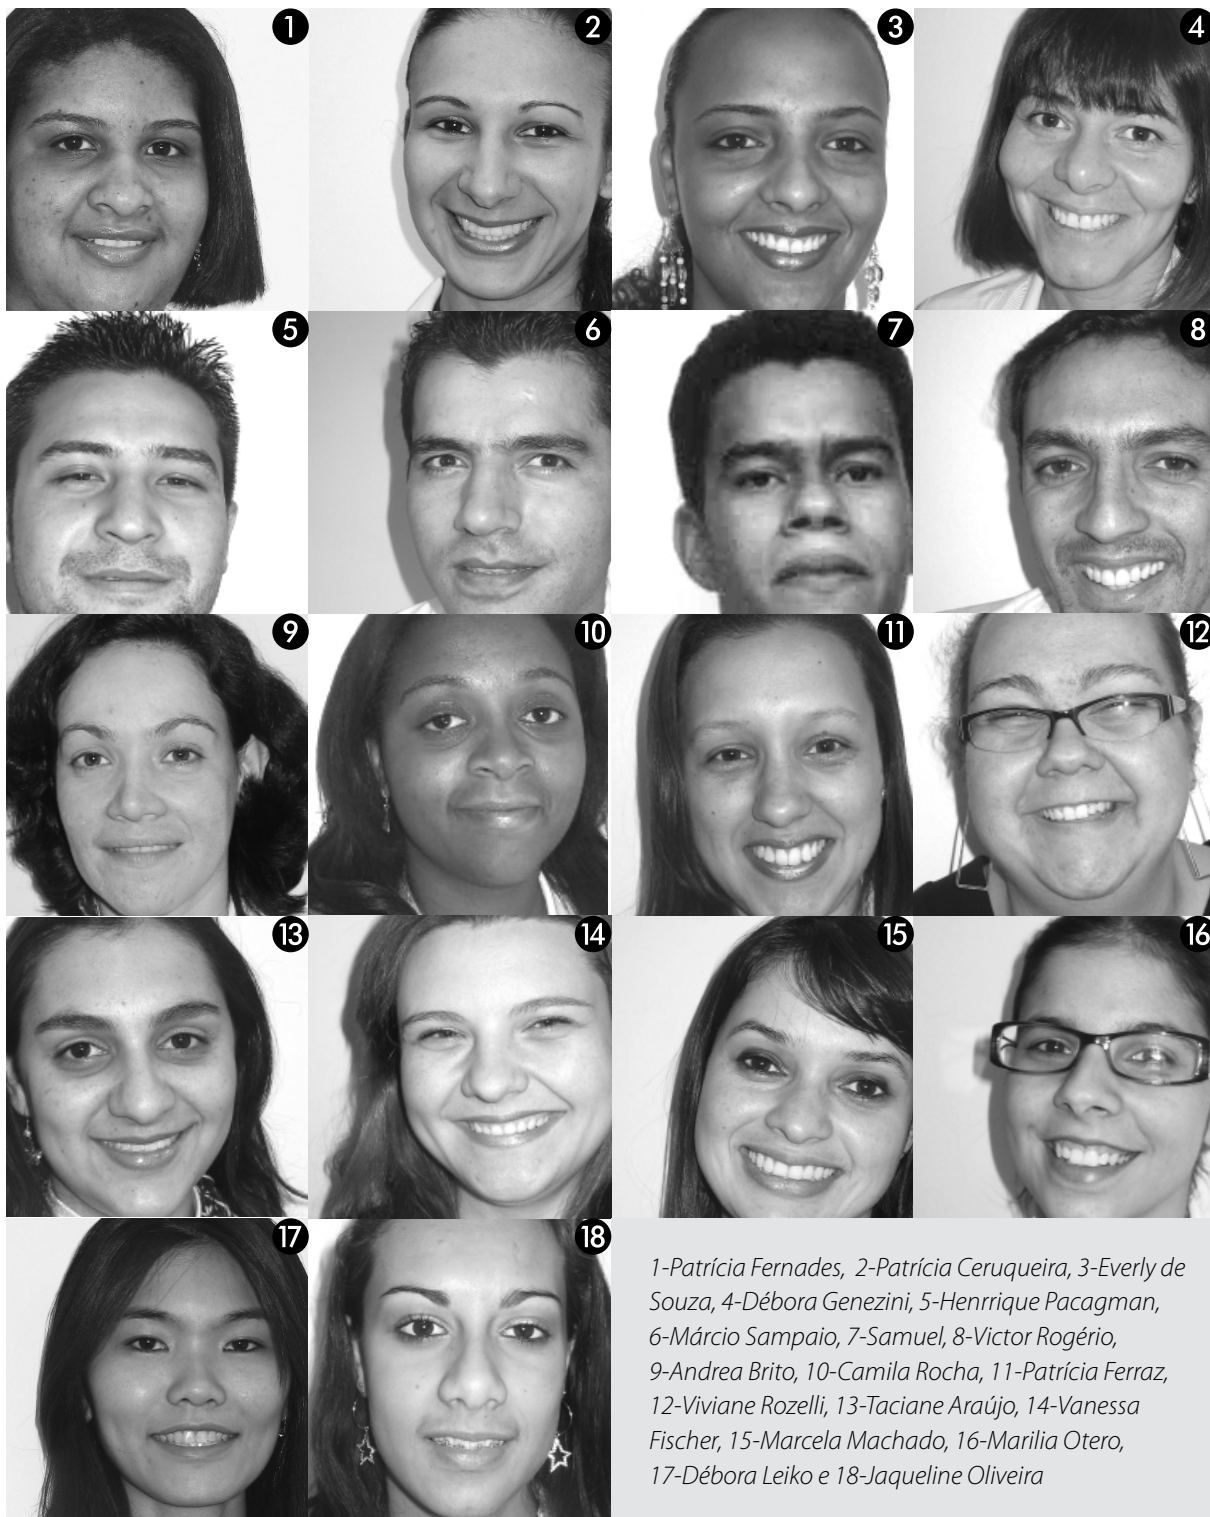 1
2
3
4
5
6
7
8
9
10
11
12
13
14
15
16
17
18
1-Patrícia Fernades, 2-Patrícia Ceruqueira, 3-Everly de
Souza, 4-Débora Genezini, 5-Henrrique Pacagman,
6-Márcio Sampaio, 7-Samuel, 8-Victor Rogério,
9-Andrea Brito, 10-Camila Rocha, 11-Patrícia Ferraz,
12-Viviane Rozelli, 13-Taciane Araújo, 14-Vanessa
Fischer, 15-Marcela Machado, 16-Marilia Otero,
17-Débora Leiko e 18-Jaqueline Oliveira